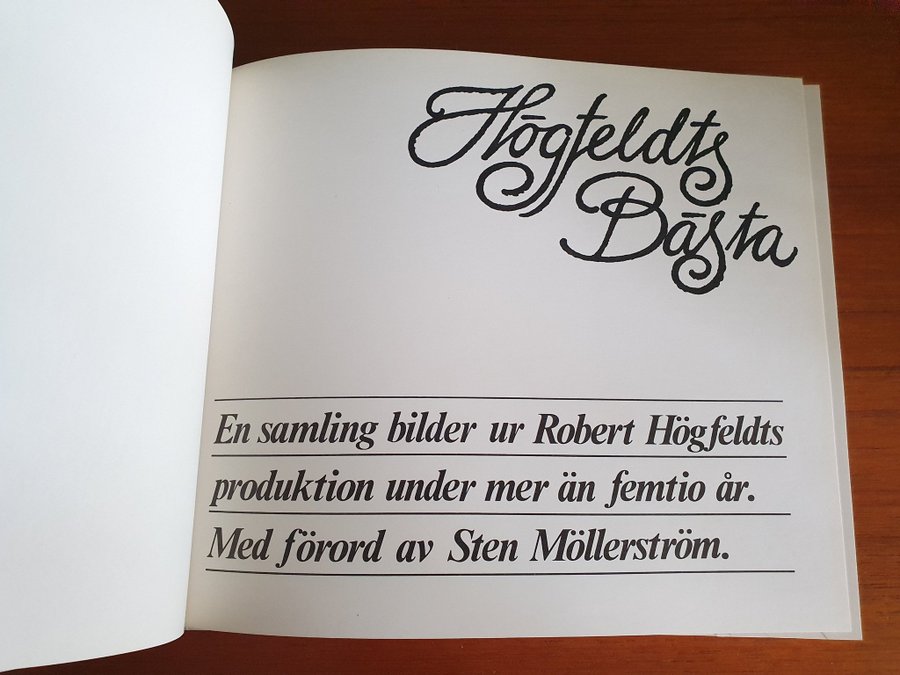 Högfeldts
Bästa
En samling bilder ur Robert Högfeldts
produktion under mer än femtio år.
Med förord av Sten Möllerström.